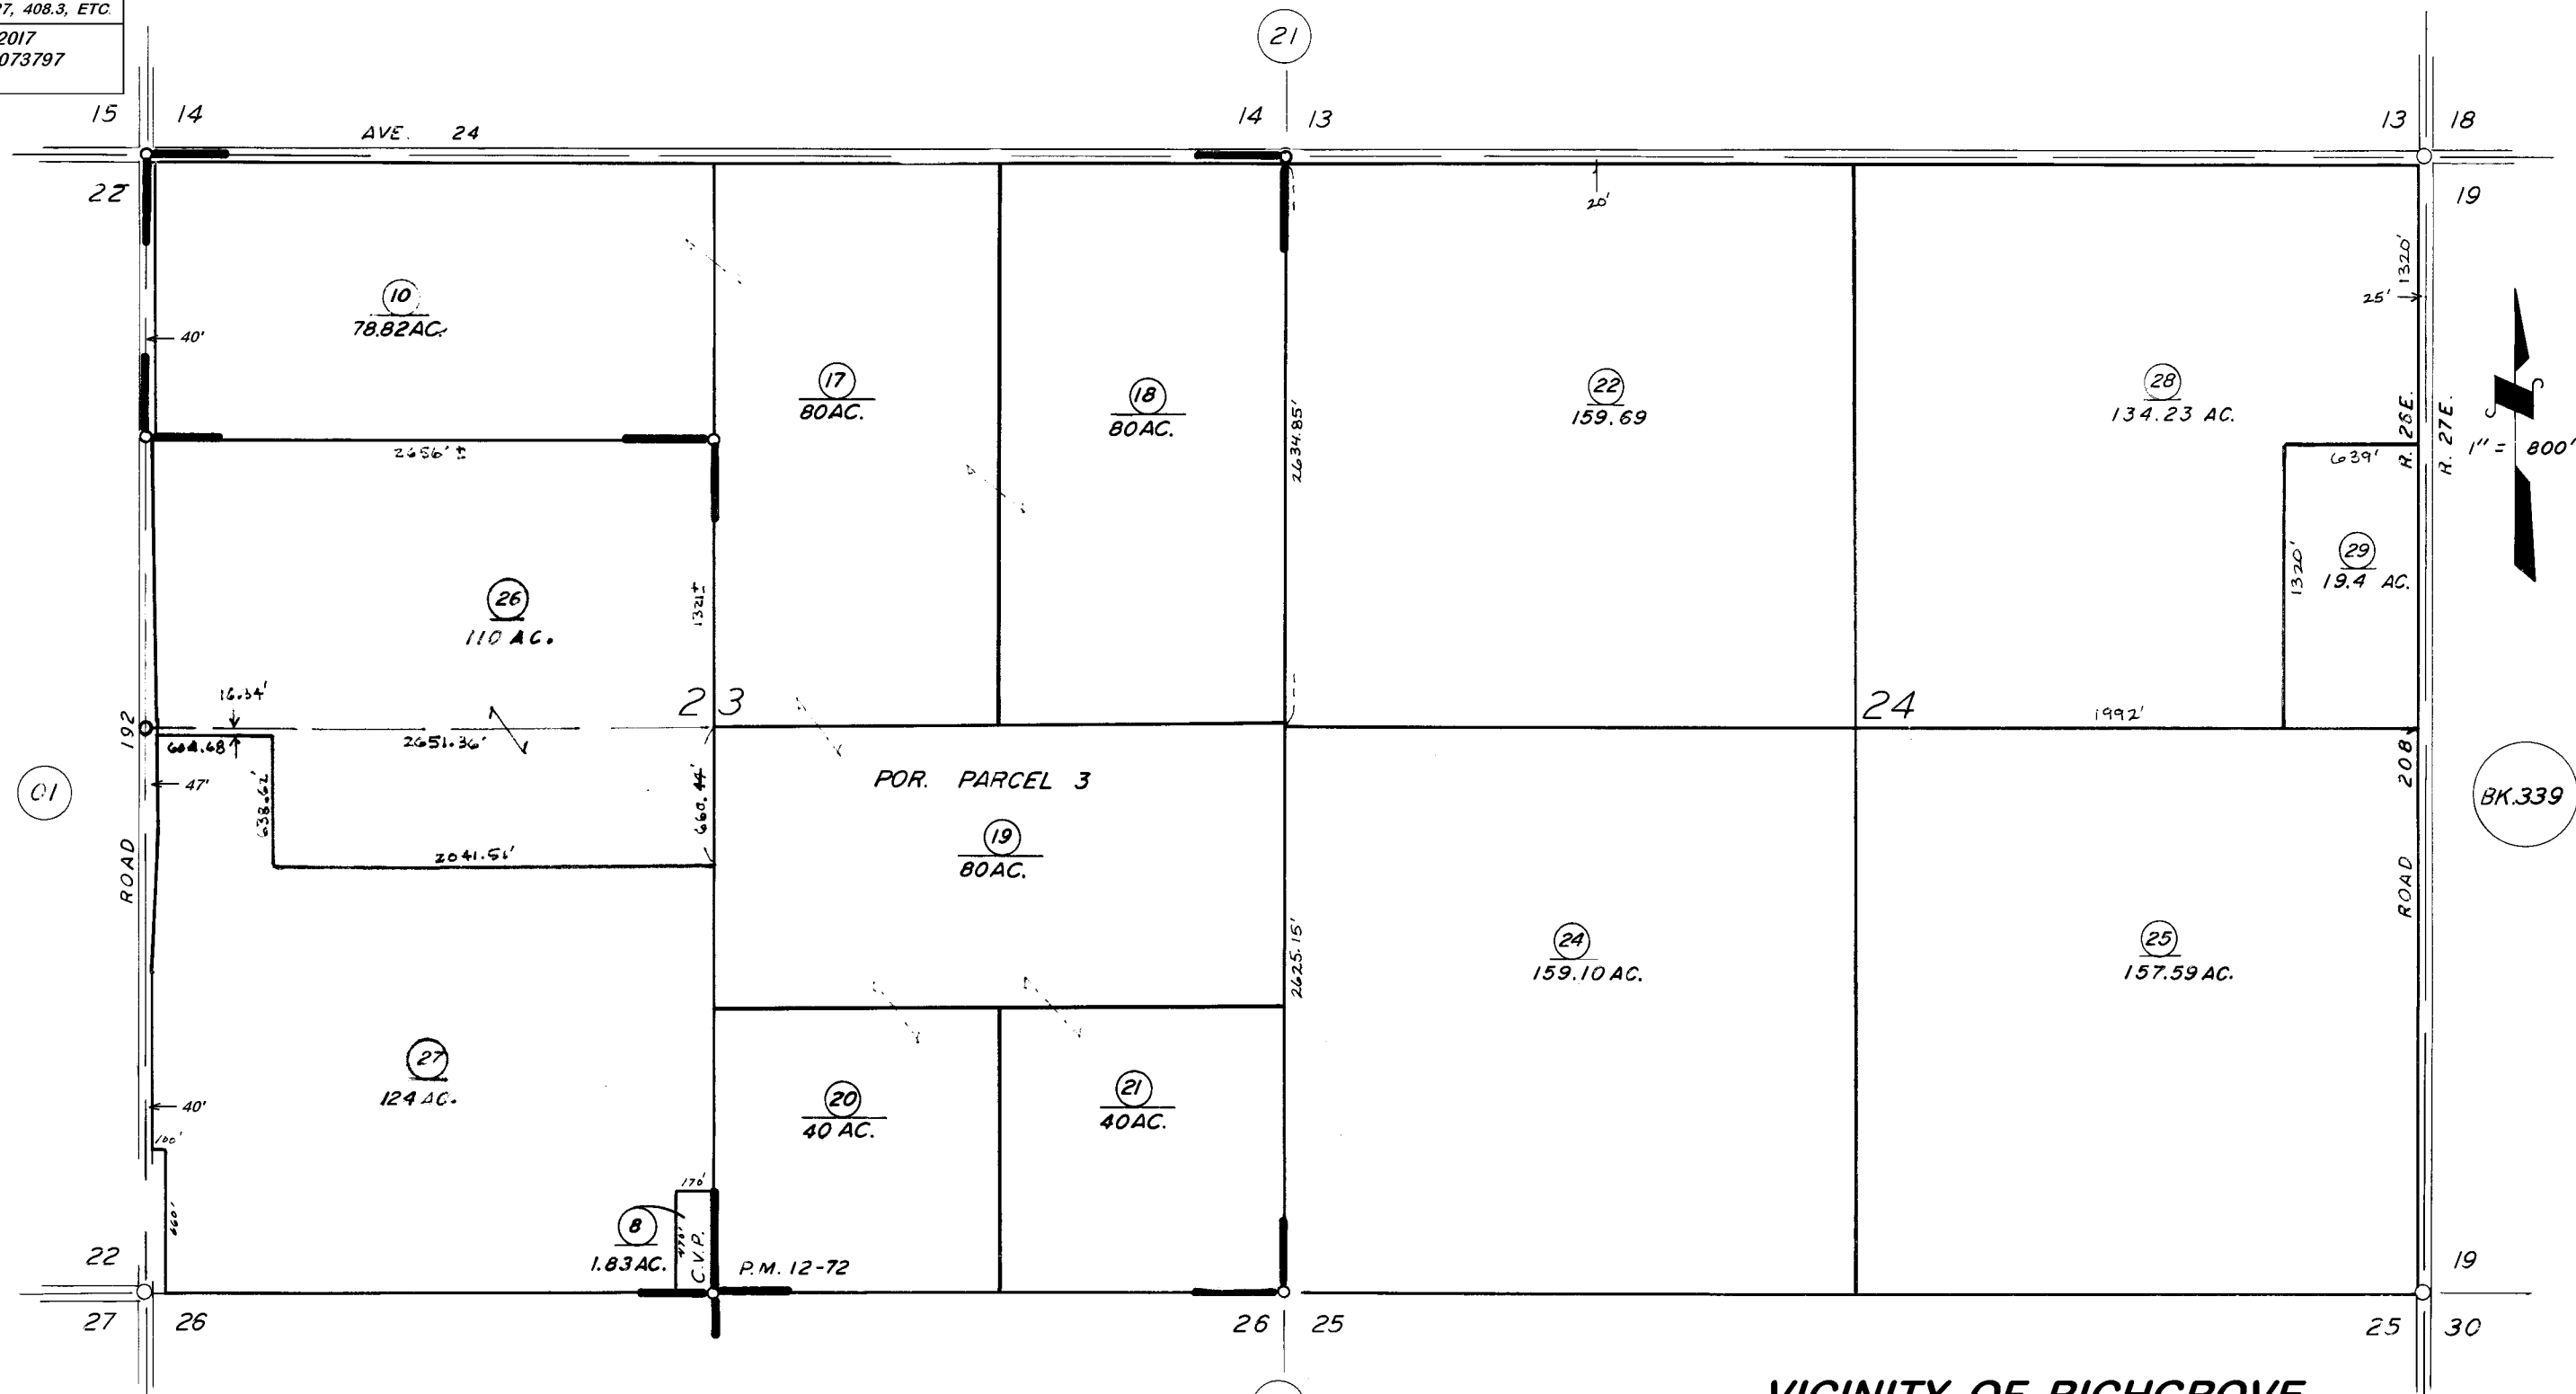 27, 408.3, ETC.
2017
073797
21
15 14
14 13
13 18
AVE. 24
22
19
20'
1320'
25'
10
78.82AC.
40'
17
80AC.
18
80AC.
22
159.69
28
134.23 AC.
R. 26E.
R. 27E.
1" = 800'
2634.85'
2656' ±
639'
1320'
29
19.4 AC.
26
110 AC.
1321±
16.34'
23
24
1992'
ROAD 192
604.68'
2651.36'
01
47'
638.62'
660.44'
POR. PARCEL 3
ROAD 208
BK.339
19
80AC.
2041.51'
2625.15'
24
159.10 AC.
25
157.59 AC.
27
124 AC.
40'
20
40 AC.
21
40AC.
100'
660'
170'
8
1.83 AC.
C.V.P.
P.M. 12-72
22
19
27 26
26 25
25 30
VICINITY OF RICHGROVE